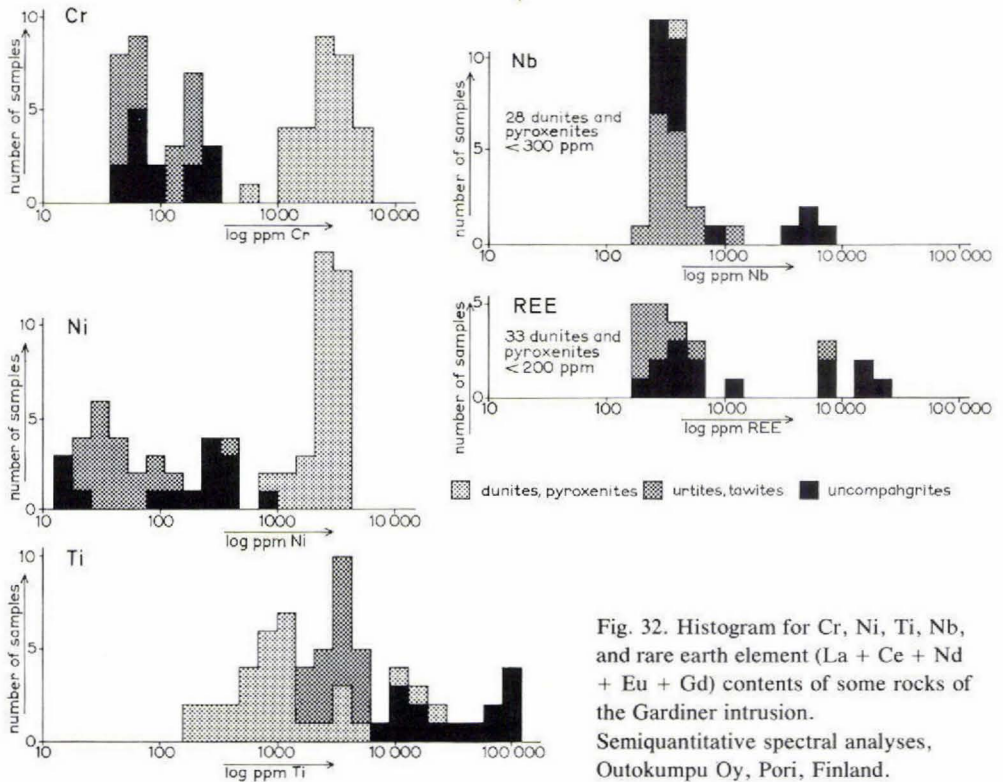 Cr
10
5
0
number of samples
10
100
1000
10 000
log ppm Cr
Ni
10
5
0
number of samples
10
100
1000
10 000
log ppm Ni
Ti
10
5
0
number of samples
10
100
1000
10 000
100 000
log ppm Ti
Nb
10
5
0
number of samples
28 dunites and
pyroxenites
< 300 ppm
10
100
1000
10 000
100 000
log ppm Nb
REE
5
0
number of samples
33 dunites and
pyroxenites
< 200 ppm
10
100
1000
10 000
100 000
log ppm REE
dunites, pyroxenites
urtites, tawites
uncompahgrites
Fig. 32. Histogram for Cr, Ni, Ti, Nb,
and rare earth element (La + Ce + Nd
+ Eu + Gd) contents of some rocks of
the Gardiner intrusion.
Semiquantitative spectral analyses,
Outokumpu Oy, Pori, Finland.